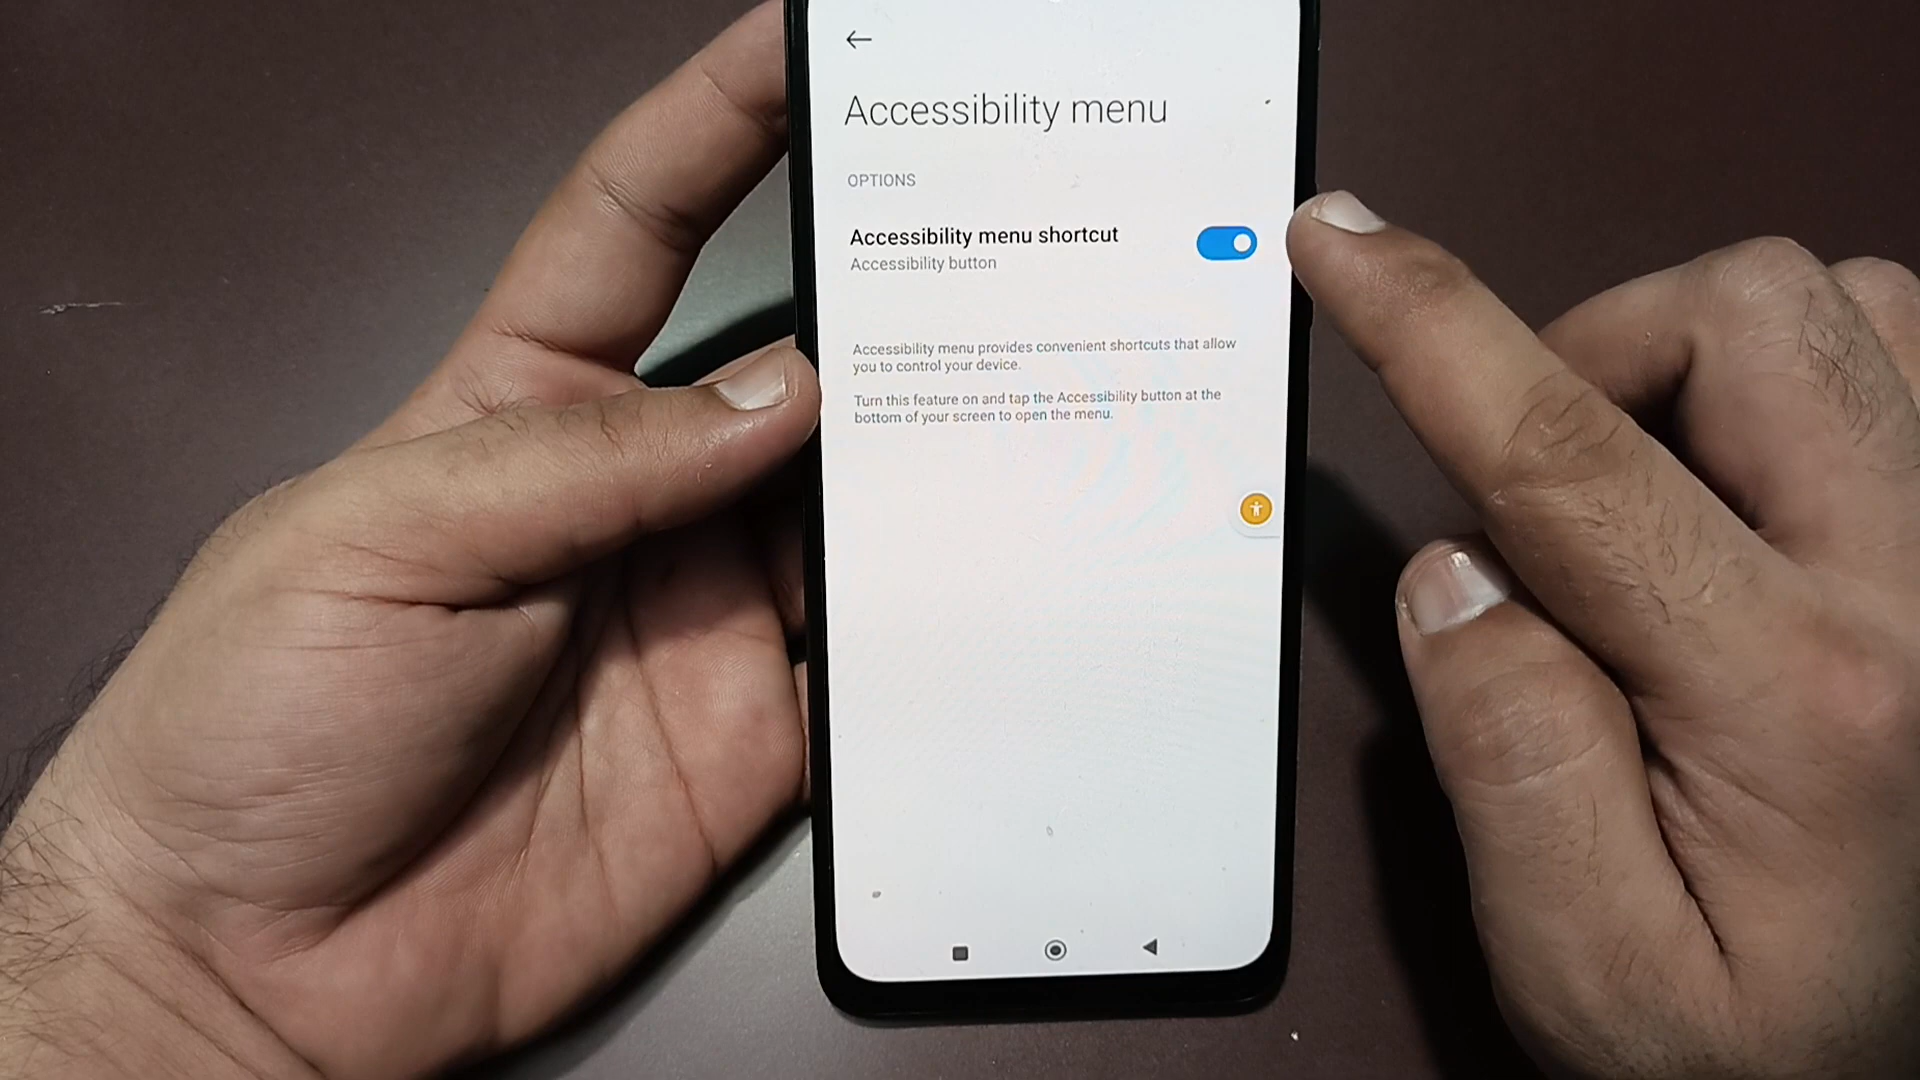 Accessibility menu
OPTIONS
Accessibility menu shortcut
Accessibility button
Accessibility menu provides convenient shortcuts that allow
you to control your device.
Turn this feature on and tap the Accessibility button at the
bottom of your screen to open the menu.